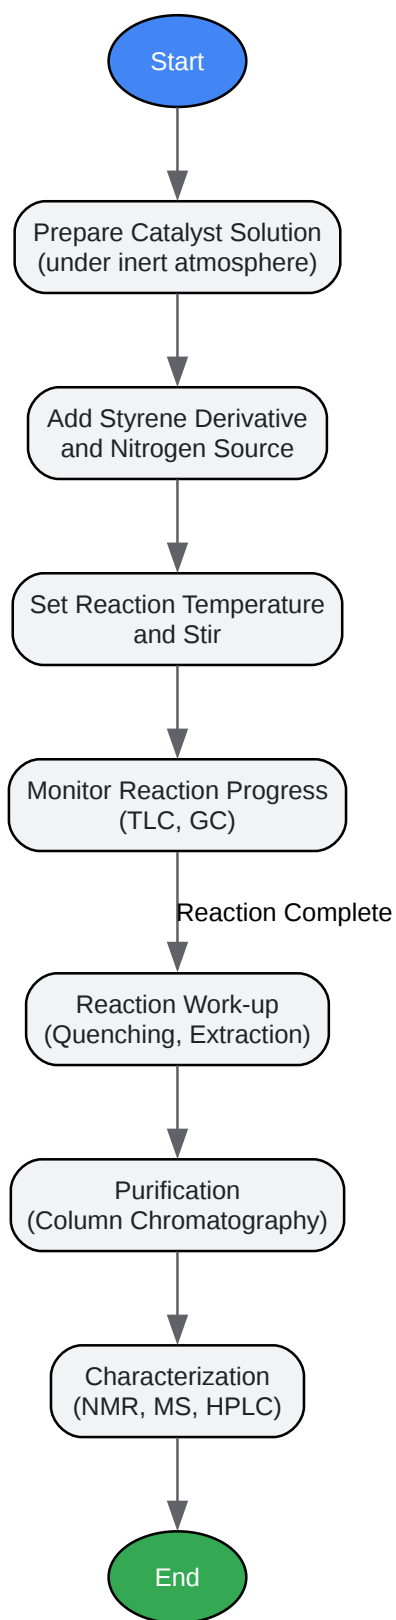 Start
Prepare Catalyst Solution
(under inert atmosphere)
Add Styrene Derivative
and Nitrogen Source
Set Reaction Temperature
and Stir
Monitor Reaction Progress
(TLC, GC)
Reaction Complete
Reaction Work-up
(Quenching, Extraction)
Purification
(Column Chromatography)
Characterization
(NMR, MS, HPLC)
End